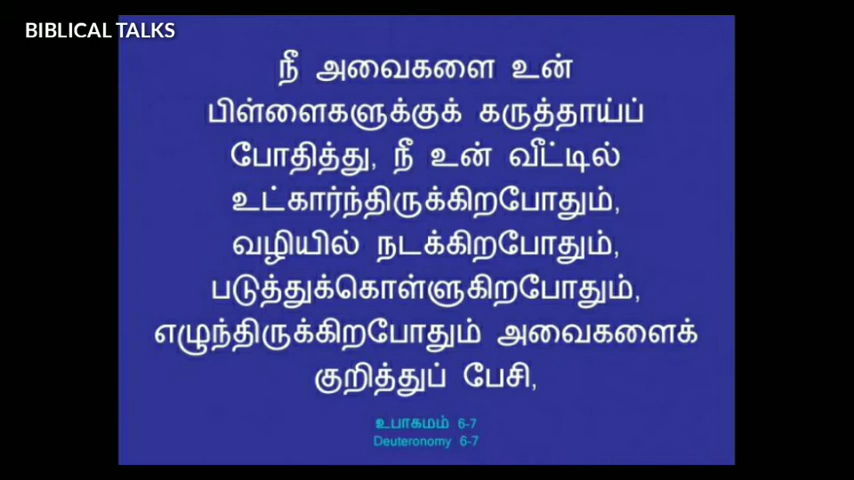 BIBLICAL TALKS
நீ அவைகளை உன்
பிள்ளைகளுக்குக் கருத்தாய்ப்
போதித்து, நீ உன் வீட்டில்
உட்கார்ந்திருக்கிறபோதும்,
வழியில் நடக்கிறபோதும்,
படுத்துக்கொள்ளுகிறபோதும்,
எழுந்திருக்கிறபோதும் அவைகளைக்
குறித்துப் பேசி,
உபாகமம் 6-7
Deuteronomy 6-7